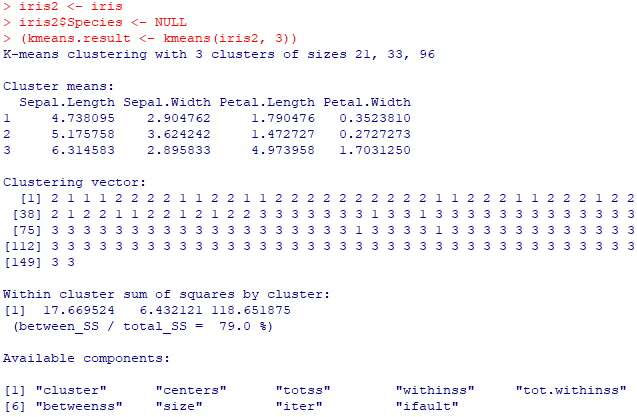 > iris2 <- iris
> iris2$Species <- NULL
> (kmeans.result <- kmeans(iris2, 3))
K-means clustering with 3 clusters of sizes 21, 33, 96
Cluster means:
  Sepal.Length Sepal.Width Petal.Length Petal.Width
1     4.738095    2.904762     1.790476   0.3523810
2     5.175758    3.624242     1.472727   0.2727273
3     6.314583    2.895833     4.973958   1.7031250
Clustering vector:
  [1] 2 1 1 1 2 2 2 2 1 1 2 2 1 1 2 2 2 2 2 2 2 2 2 2 1 1 2 2 2 1 1 2 2 2 1 2 2
 [38] 2 1 2 2 1 1 2 2 1 2 1 2 2 3 3 3 3 3 3 3 1 3 3 1 3 3 3 3 3 3 3 3 3 3 3 3 3
 [75] 3 3 3 3 3 3 3 3 3 3 3 3 3 3 3 3 3 3 3 1 3 3 3 3 1 3 3 3 3 3 3 3 3 3 3 3 3
[112] 3 3 3 3 3 3 3 3 3 3 3 3 3 3 3 3 3 3 3 3 3 3 3 3 3 3 3 3 3 3 3 3 3 3 3 3 3
[149] 3 3
Within cluster sum of squares by cluster:
[1]  17.669524   6.432121 118.651875
 (between_SS / total_SS =  79.0 %)
Available components:
[1] "cluster"      "centers"      "totss"        "withinss"     "tot.withinss"
[6] "betweenss"    "size"         "iter"         "ifault"